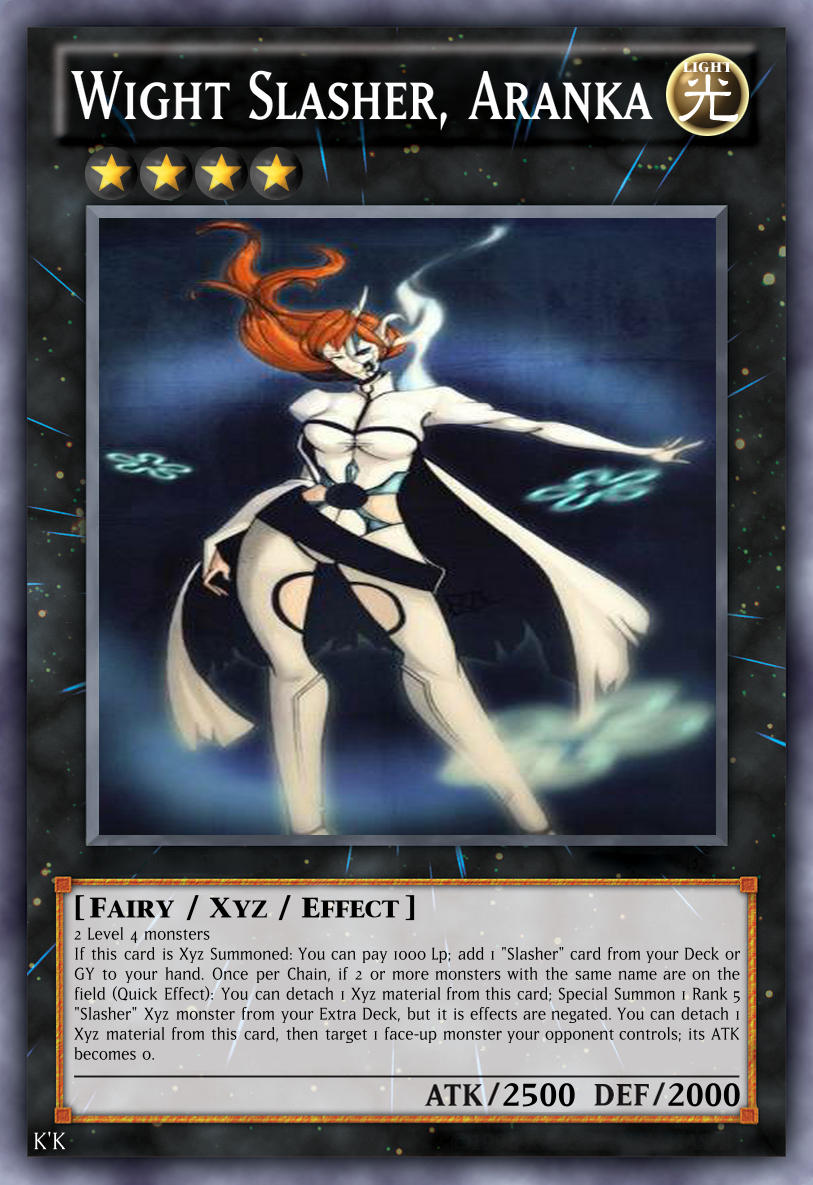 Wight Slasher, Aranka
LIGHT
光
[ Fairy / Xyz / Effect ]
2 Level 4 monsters
If this card is Xyz Summoned: You can pay 1000 Lp; add 1 "Slasher" card from your Deck or
GY to your hand. Once per Chain, if 2 or more monsters with the same name are on the
field (Quick Effect): You can detach 1 Xyz material from this card; Special Summon 1 Rank 5
"Slasher" Xyz monster from your Extra Deck, but it is effects are negated. You can detach 1
Xyz material from this card, then target 1 face-up monster your opponent controls; its ATK
becomes 0.
ATK/2500 DEF/2000
K'K